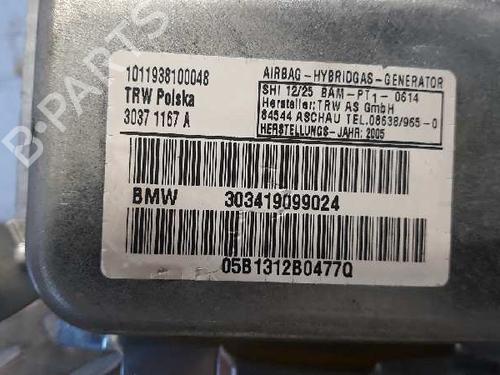 1011938100048
TRW Polska
3037 1167 A
AIRBAG-HYBRIDGAS-GENERATOR
SHI 12/25 BAM-PT1-0614
Hersteller:TRW AS GmbH
84544 ASCHAU TEL.08638/965-0
HERSTELLUNGS-JAHR: 2005
BMW 303419099024
05B1312B0477Q
B-PARTS